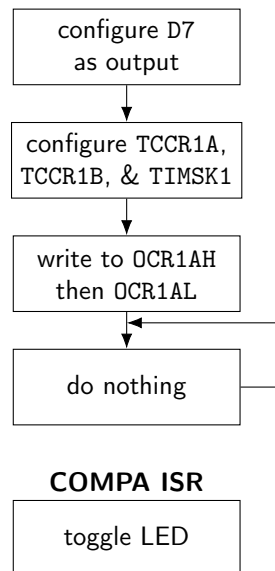 configure D7
as output
configure TCCR1A,
TCCR1B, & TIMSK1
write to OCR1AH
then OCR1AL
do nothing
COMPA ISR
toggle LED